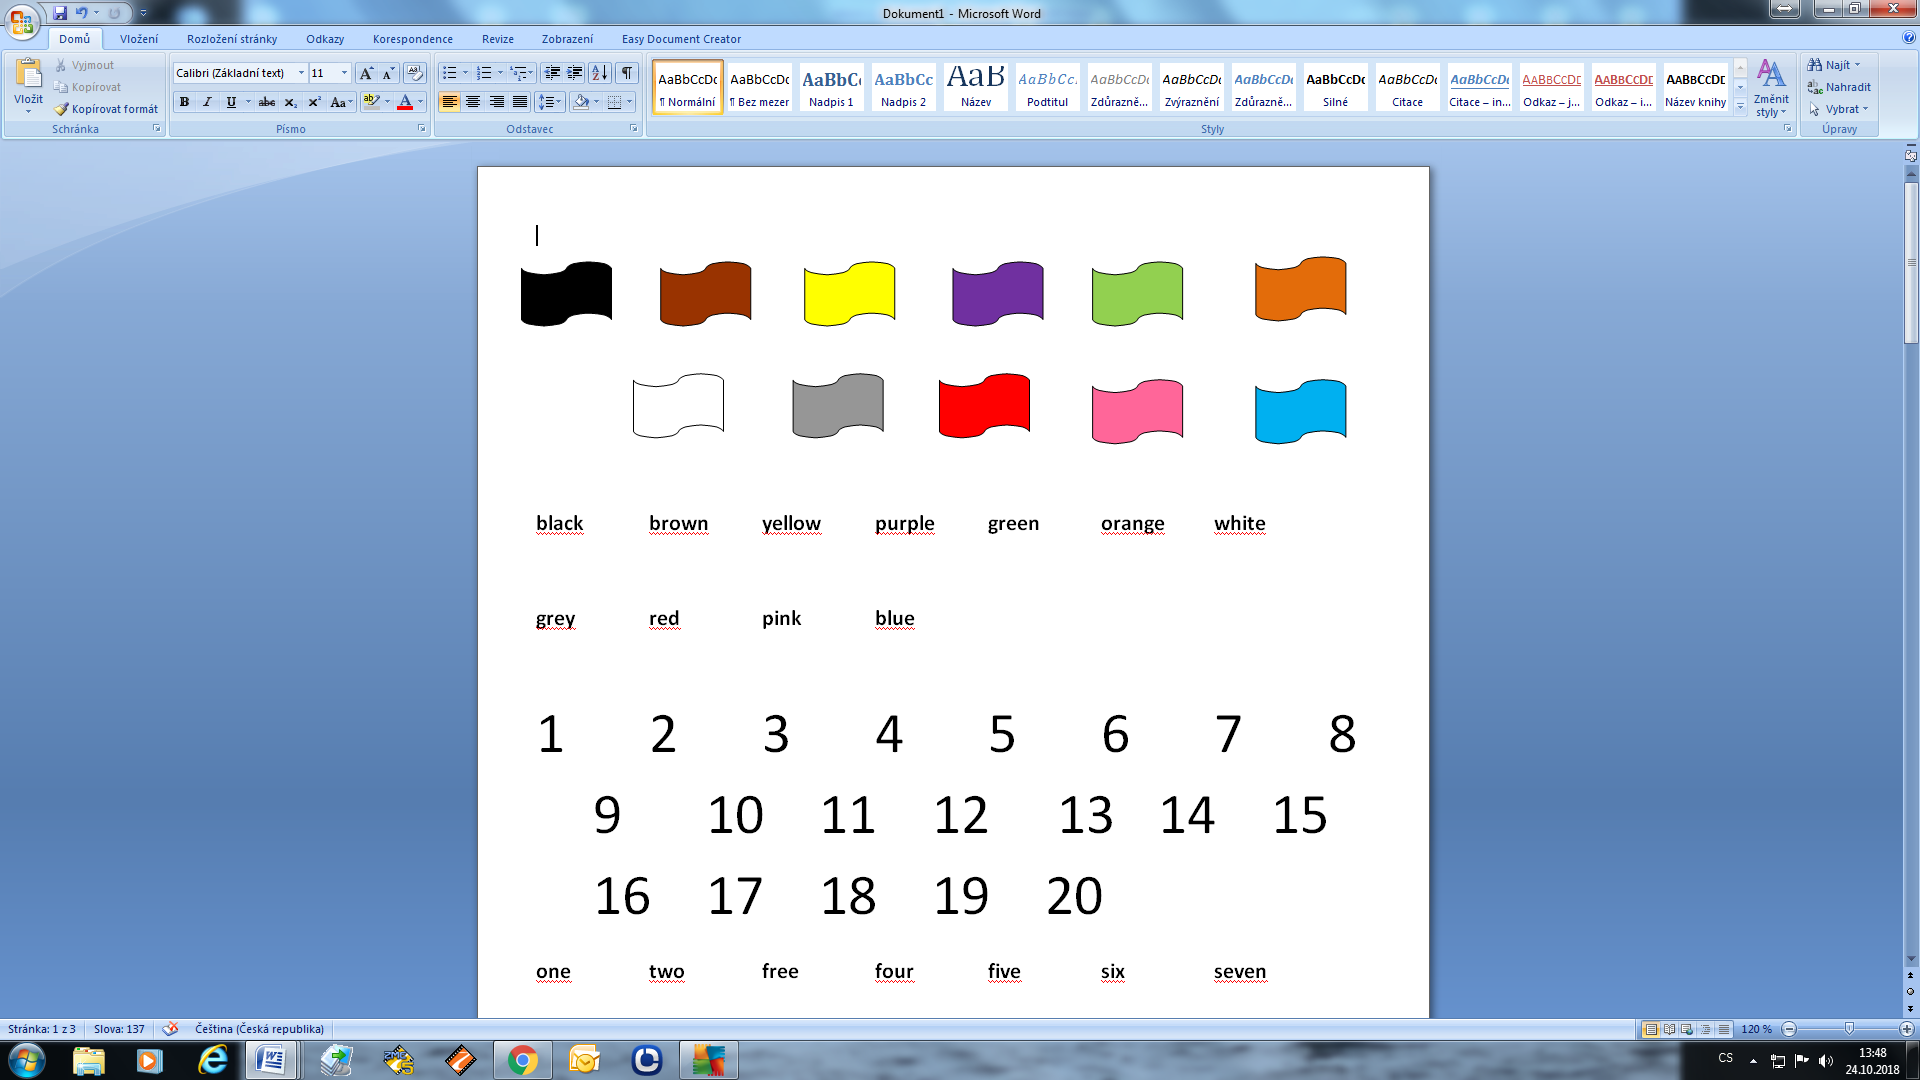 Dokument1 - Microsoft Word
Domů Vložení Rozložení stránky Odkazy Korespondence Revize Zobrazení Easy Document Creator
Vložit
Vyjmout
Kopírovat
Kopírovat formát
Schránka
Calibri (Základní text) 11
Písmo
Odstavec
AaBbCcDc AaBbCcDc AaBbC AaBbCc AaB AaBbCc. AaBbCcDc AaBbCcDc AaBbCcDc AaBbCcDc AaBbCcDc AaBbCcDc AABBCCDE AABBCCDE AABBCCDE
¶ Normální ¶ Bez mezer Nadpis 1 Nadpis 2 Název Podtitul Zdůrazně... Zvýraznění Zdůrazně... Silné Citace Citace – in... Odkaz – j... Odkaz – i... Název knihy
Styly
Změnit styly
Najít
Nahradit
Vybrat
Úpravy
black brown yellow purple green orange white
grey red pink blue
1 2 3 4 5 6 7 8
9 10 11 12 13 14 15
16 17 18 19 20
one two free four five six seven
Stránka: 1 z 3 Slova: 137 Čeština (Česká republika) 120 %
CS 13:48
24.10.2018